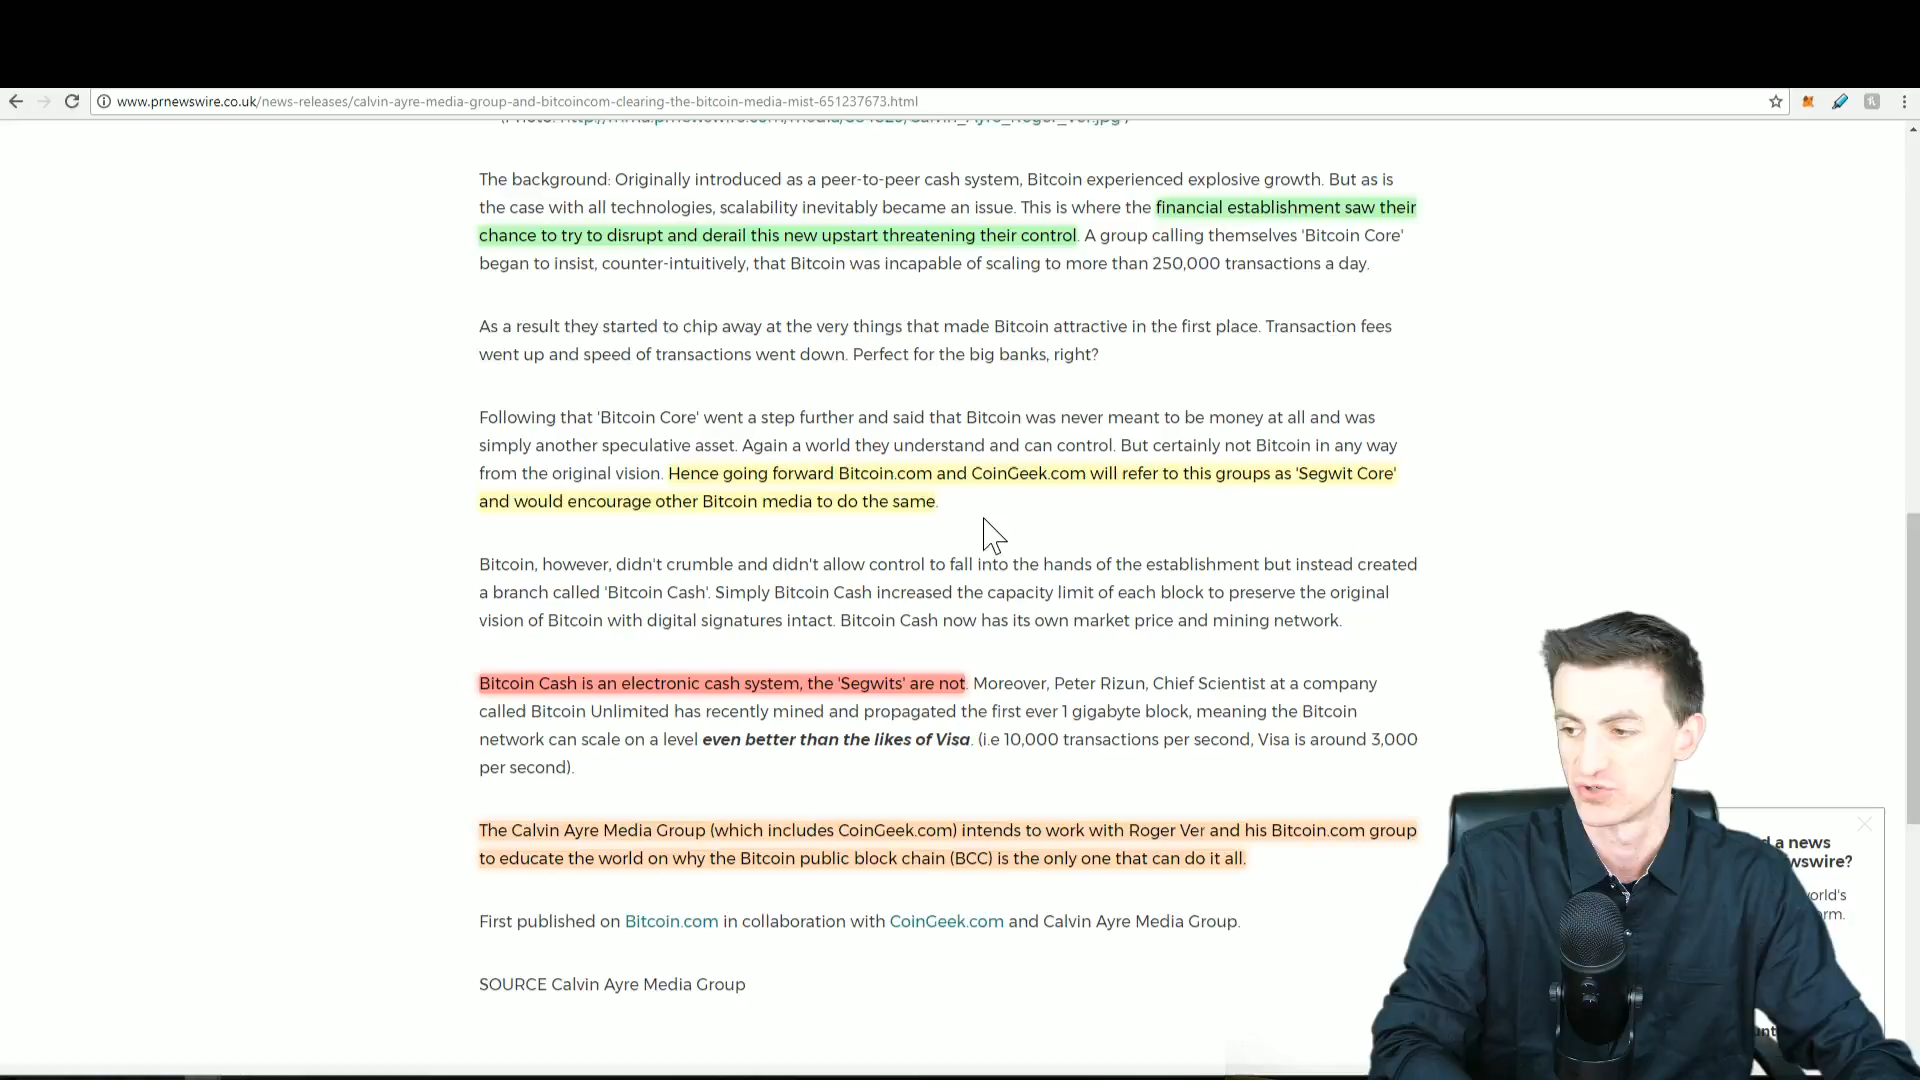 www.prnewswire.co.uk/news-releases/calvin-ayre-media-group-and-bitcoincom-clearing-the-bitcoin-media-mist-651237673.html
The background: Originally introduced as a peer-to-peer cash system, Bitcoin experienced explosive growth. But as is
the case with all technologies, scalability inevitably became an issue. This is where the financial establishment saw their
chance to try to disrupt and derail this new upstart threatening their control. A group calling themselves 'Bitcoin Core'
began to insist, counter-intuitively, that Bitcoin was incapable of scaling to more than 250,000 transactions a day.
As a result they started to chip away at the very things that made Bitcoin attractive in the first place. Transaction fees
went up and speed of transactions went down. Perfect for the big banks, right?
Following that 'Bitcoin Core' went a step further and said that Bitcoin was never meant to be money at all and was
simply another speculative asset. Again a world they understand and can control. But certainly not Bitcoin in any way
from the original vision. Hence going forward Bitcoin.com and CoinGeek.com will refer to this groups as 'Segwit Core'
and would encourage other Bitcoin media to do the same.
Bitcoin, however, didn't crumble and didn't allow control to fall into the hands of the establishment but instead created
a branch called 'Bitcoin Cash'. Simply Bitcoin Cash increased the capacity limit of each block to preserve the original
vision of Bitcoin with digital signatures intact. Bitcoin Cash now has its own market price and mining network.
Bitcoin Cash is an electronic cash system, the 'Segwits' are not. Moreover, Peter Rizun, Chief Scientist at a company
called Bitcoin Unlimited has recently mined and propagated the first ever 1 gigabyte block, meaning the Bitcoin
network can scale on a level even better than the likes of Visa. (i.e 10,000 transactions per second, Visa is around 3,000
per second).
The Calvin Ayre Media Group (which includes CoinGeek.com) intends to work with Roger Ver and his Bitcoin.com group
to educate the world on why the Bitcoin public block chain (BCC) is the only one that can do it all.
First published on Bitcoin.com in collaboration with CoinGeek.com and Calvin Ayre Media Group.
SOURCE Calvin Ayre Media Group
a news
wswire?
orld's
rm.